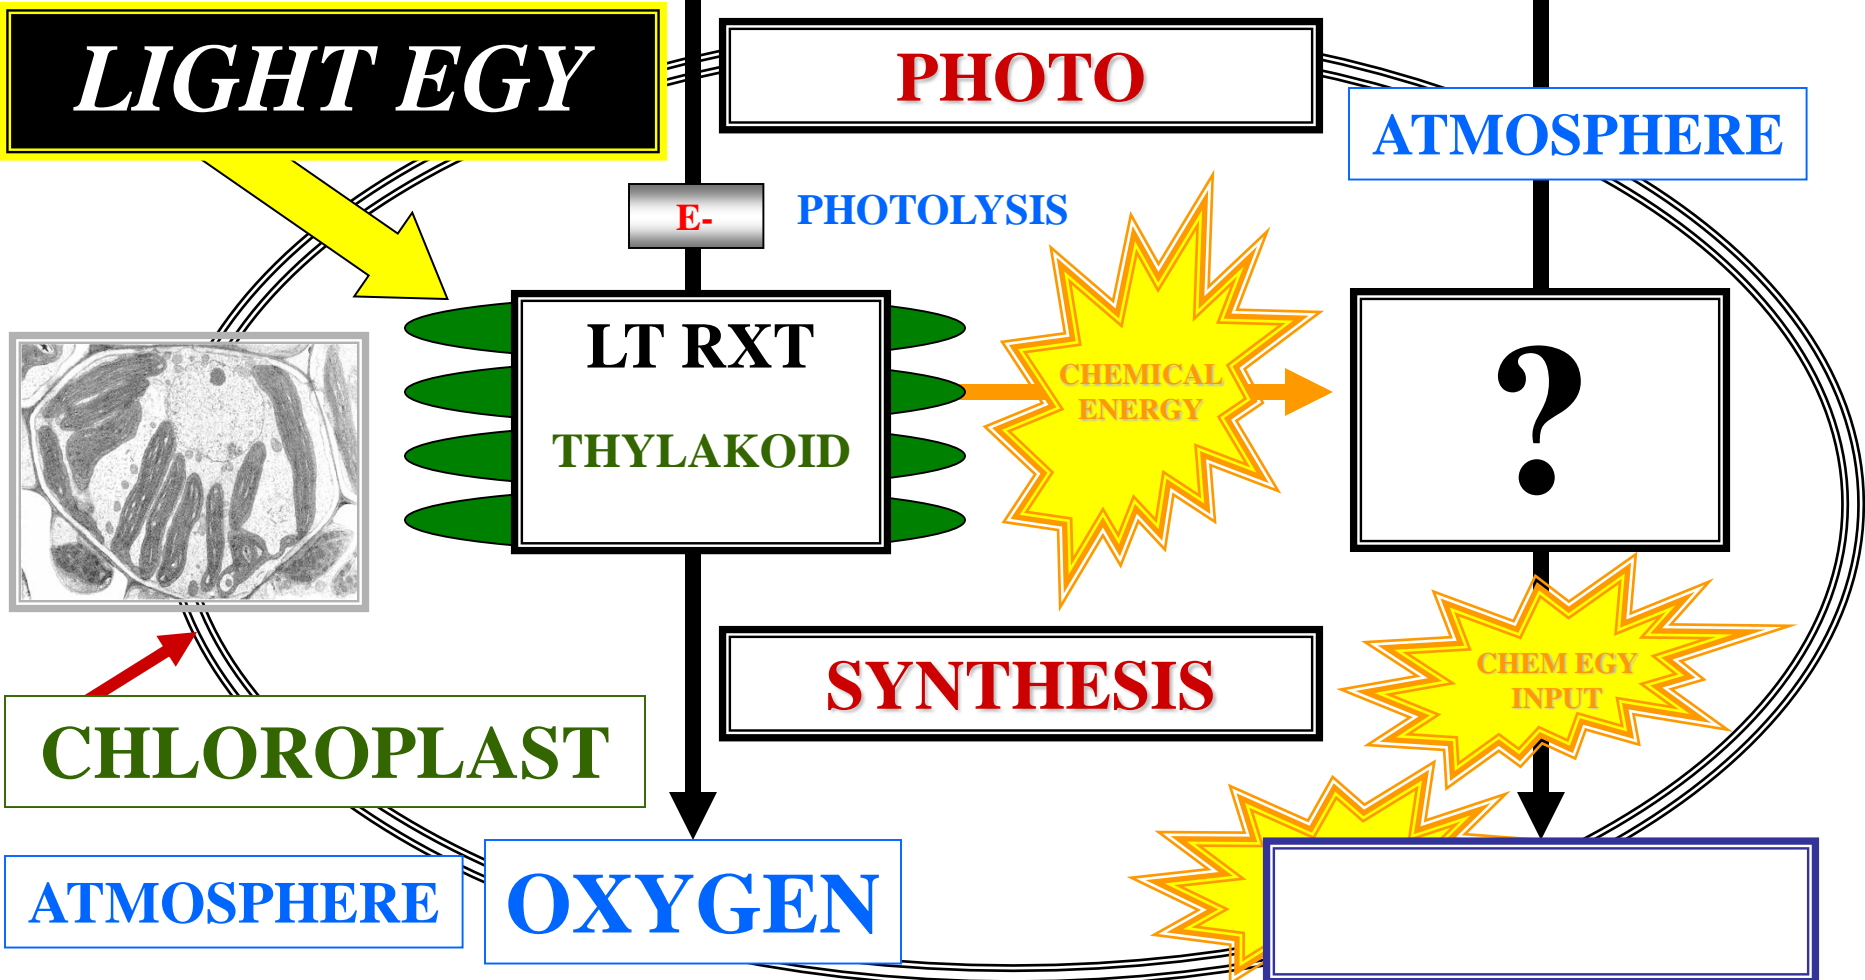 LIGHT EGY
PHOTO
ATMOSPHERE
E-
PHOTOLYSIS
LT RXT
THYLAKOID
CHEMICAL
ENERGY
?
SYNTHESIS
CHEM EGY
INPUT
CHLOROPLAST
ATMOSPHERE
OXYGEN